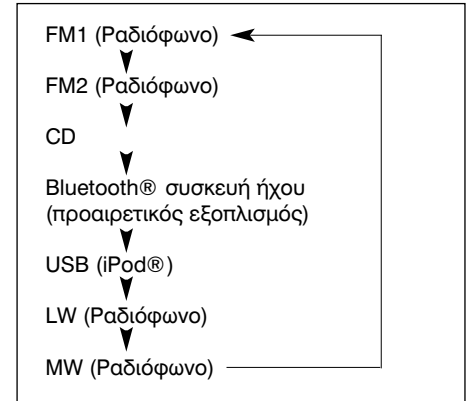 FM1 (Ραδιόφωνο)
FM2 (Ραδιόφωνο)
CD
Bluetooth® συσκευή ήχου
(προαιρετικός εξοπλισμός)
USB (iPod®)
LW (Ραδιόφωνο)
MW (Ραδιόφωνο)